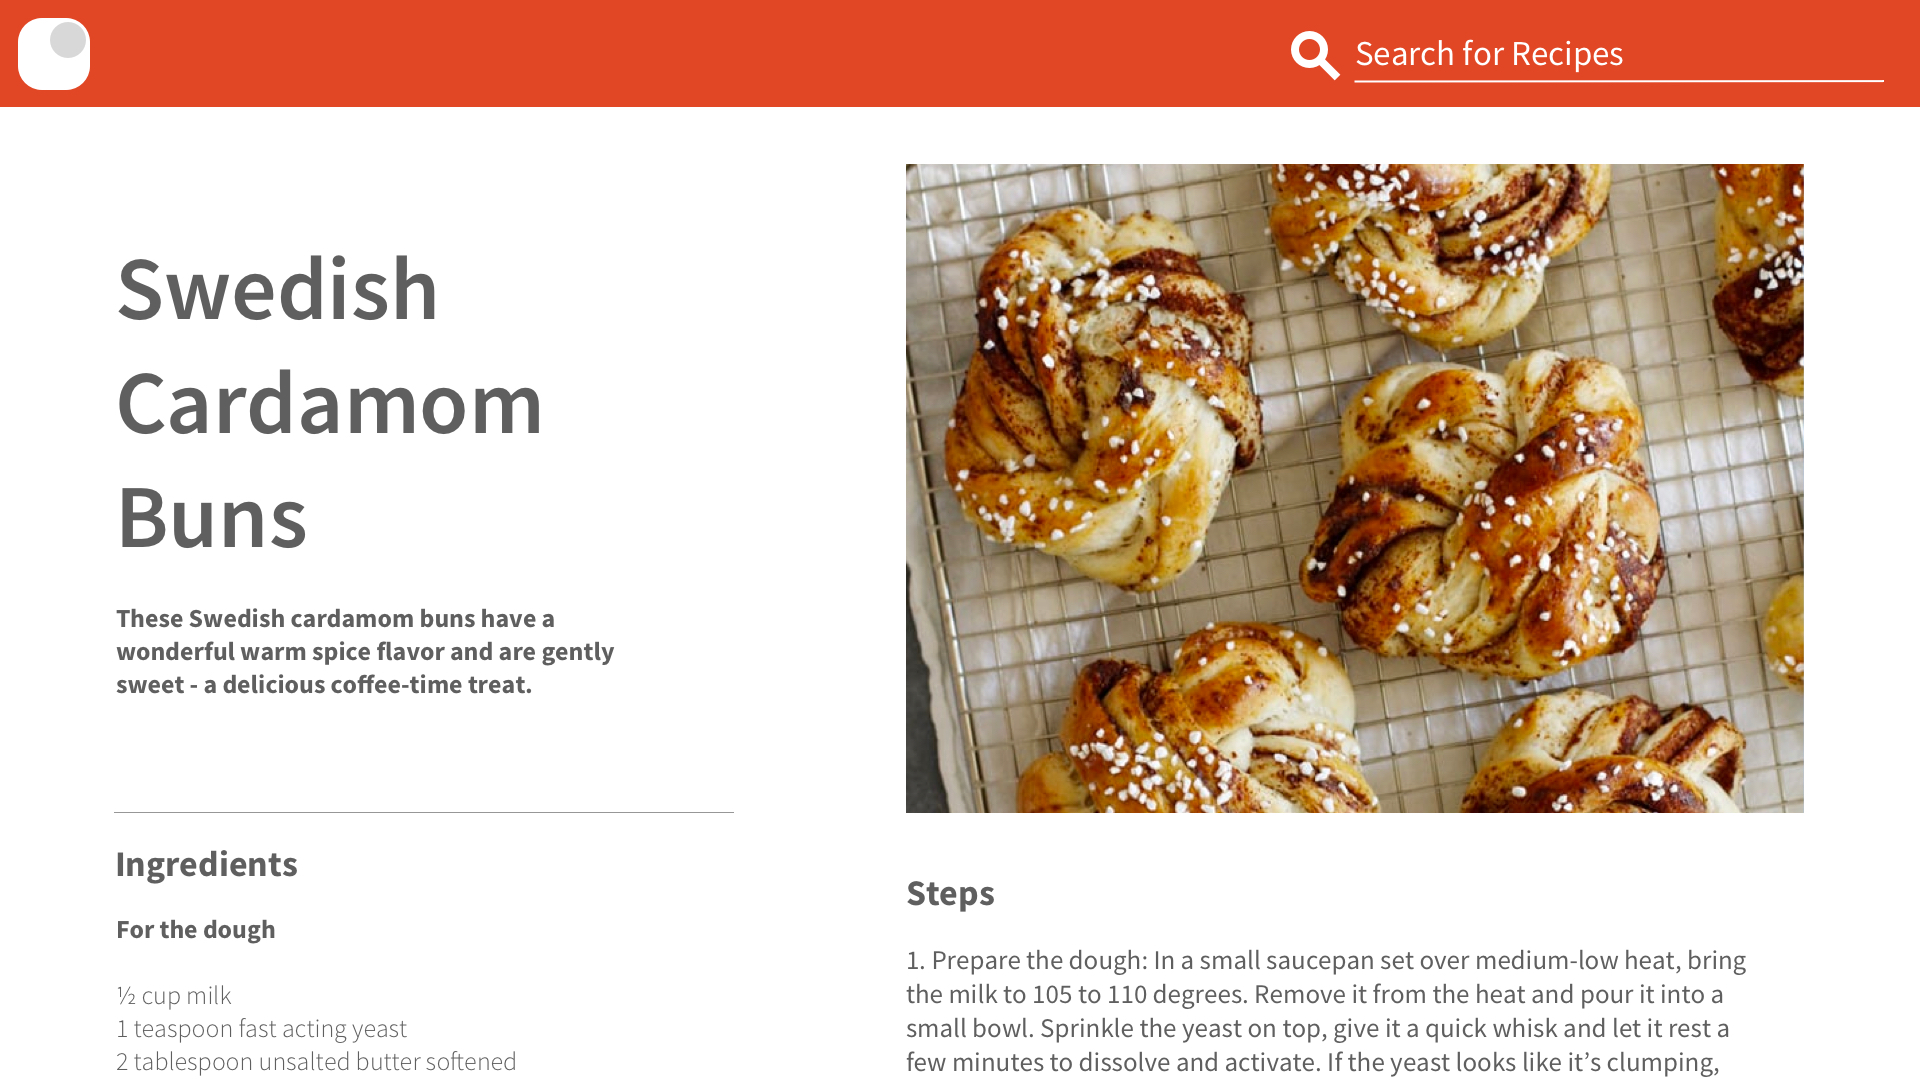 Search for Recipes
Swedish
Cardamom
Buns
These Swedish cardamom buns have a
wonderful warm spice flavor and are gently
sweet - a delicious coffee-time treat.
Ingredients
For the dough
½ cup milk
1 teaspoon fast acting yeast
2 tablespoon unsalted butter softened
Steps
1. Prepare the dough: In a small saucepan set over medium-low heat, bring
the milk to 105 to 110 degrees. Remove it from the heat and pour it into a
small bowl. Sprinkle the yeast on top, give it a quick whisk and let it rest a
few minutes to dissolve and activate. If the yeast looks like it’s clumping,